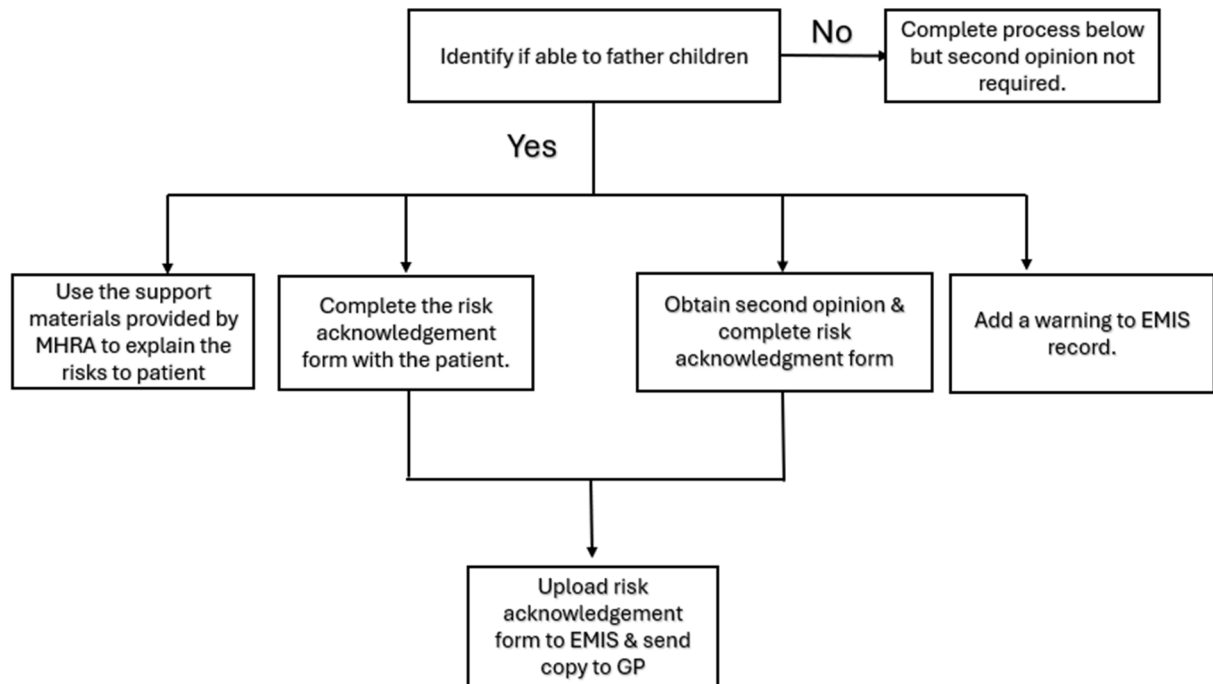 Identify if able to father children
No
Complete process below
but second opinion not
required.
Yes
Use the support
materials provided by
MHRA to explain the
risks to patient
Complete the risk
acknowledgement
form with the patient.
Obtain second opinion &
complete risk
acknowledgment form
Add a warning to EMIS
record.
Upload risk
acknowledgement
form to EMIS & send
copy to GP